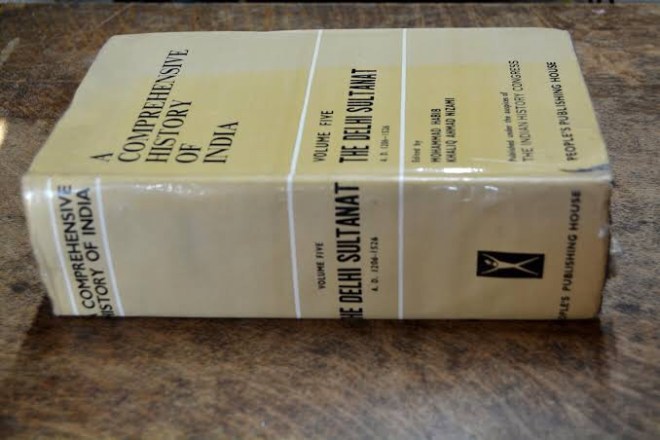 A
COMPREHENSIVE
HISTORY
OF
INDIA
VOLUME FIVE
THE DELHI SULTANAT
A. D. 1206-1526
Edited by
MOHAMMAD HABIB
KHALIQ AHMAD NIZAMI
Published under the auspices of
THE INDIAN HISTORY CONGRESS
PEOPLE'S PUBLISHING HOUSE
A COMPREHENSIVE
HISTORY OF INDIA
VOLUME FIVE
THE DELHI SULTANAT
A. D. 1206-1526
PEOPLE'S PUBLISHING HOUSE